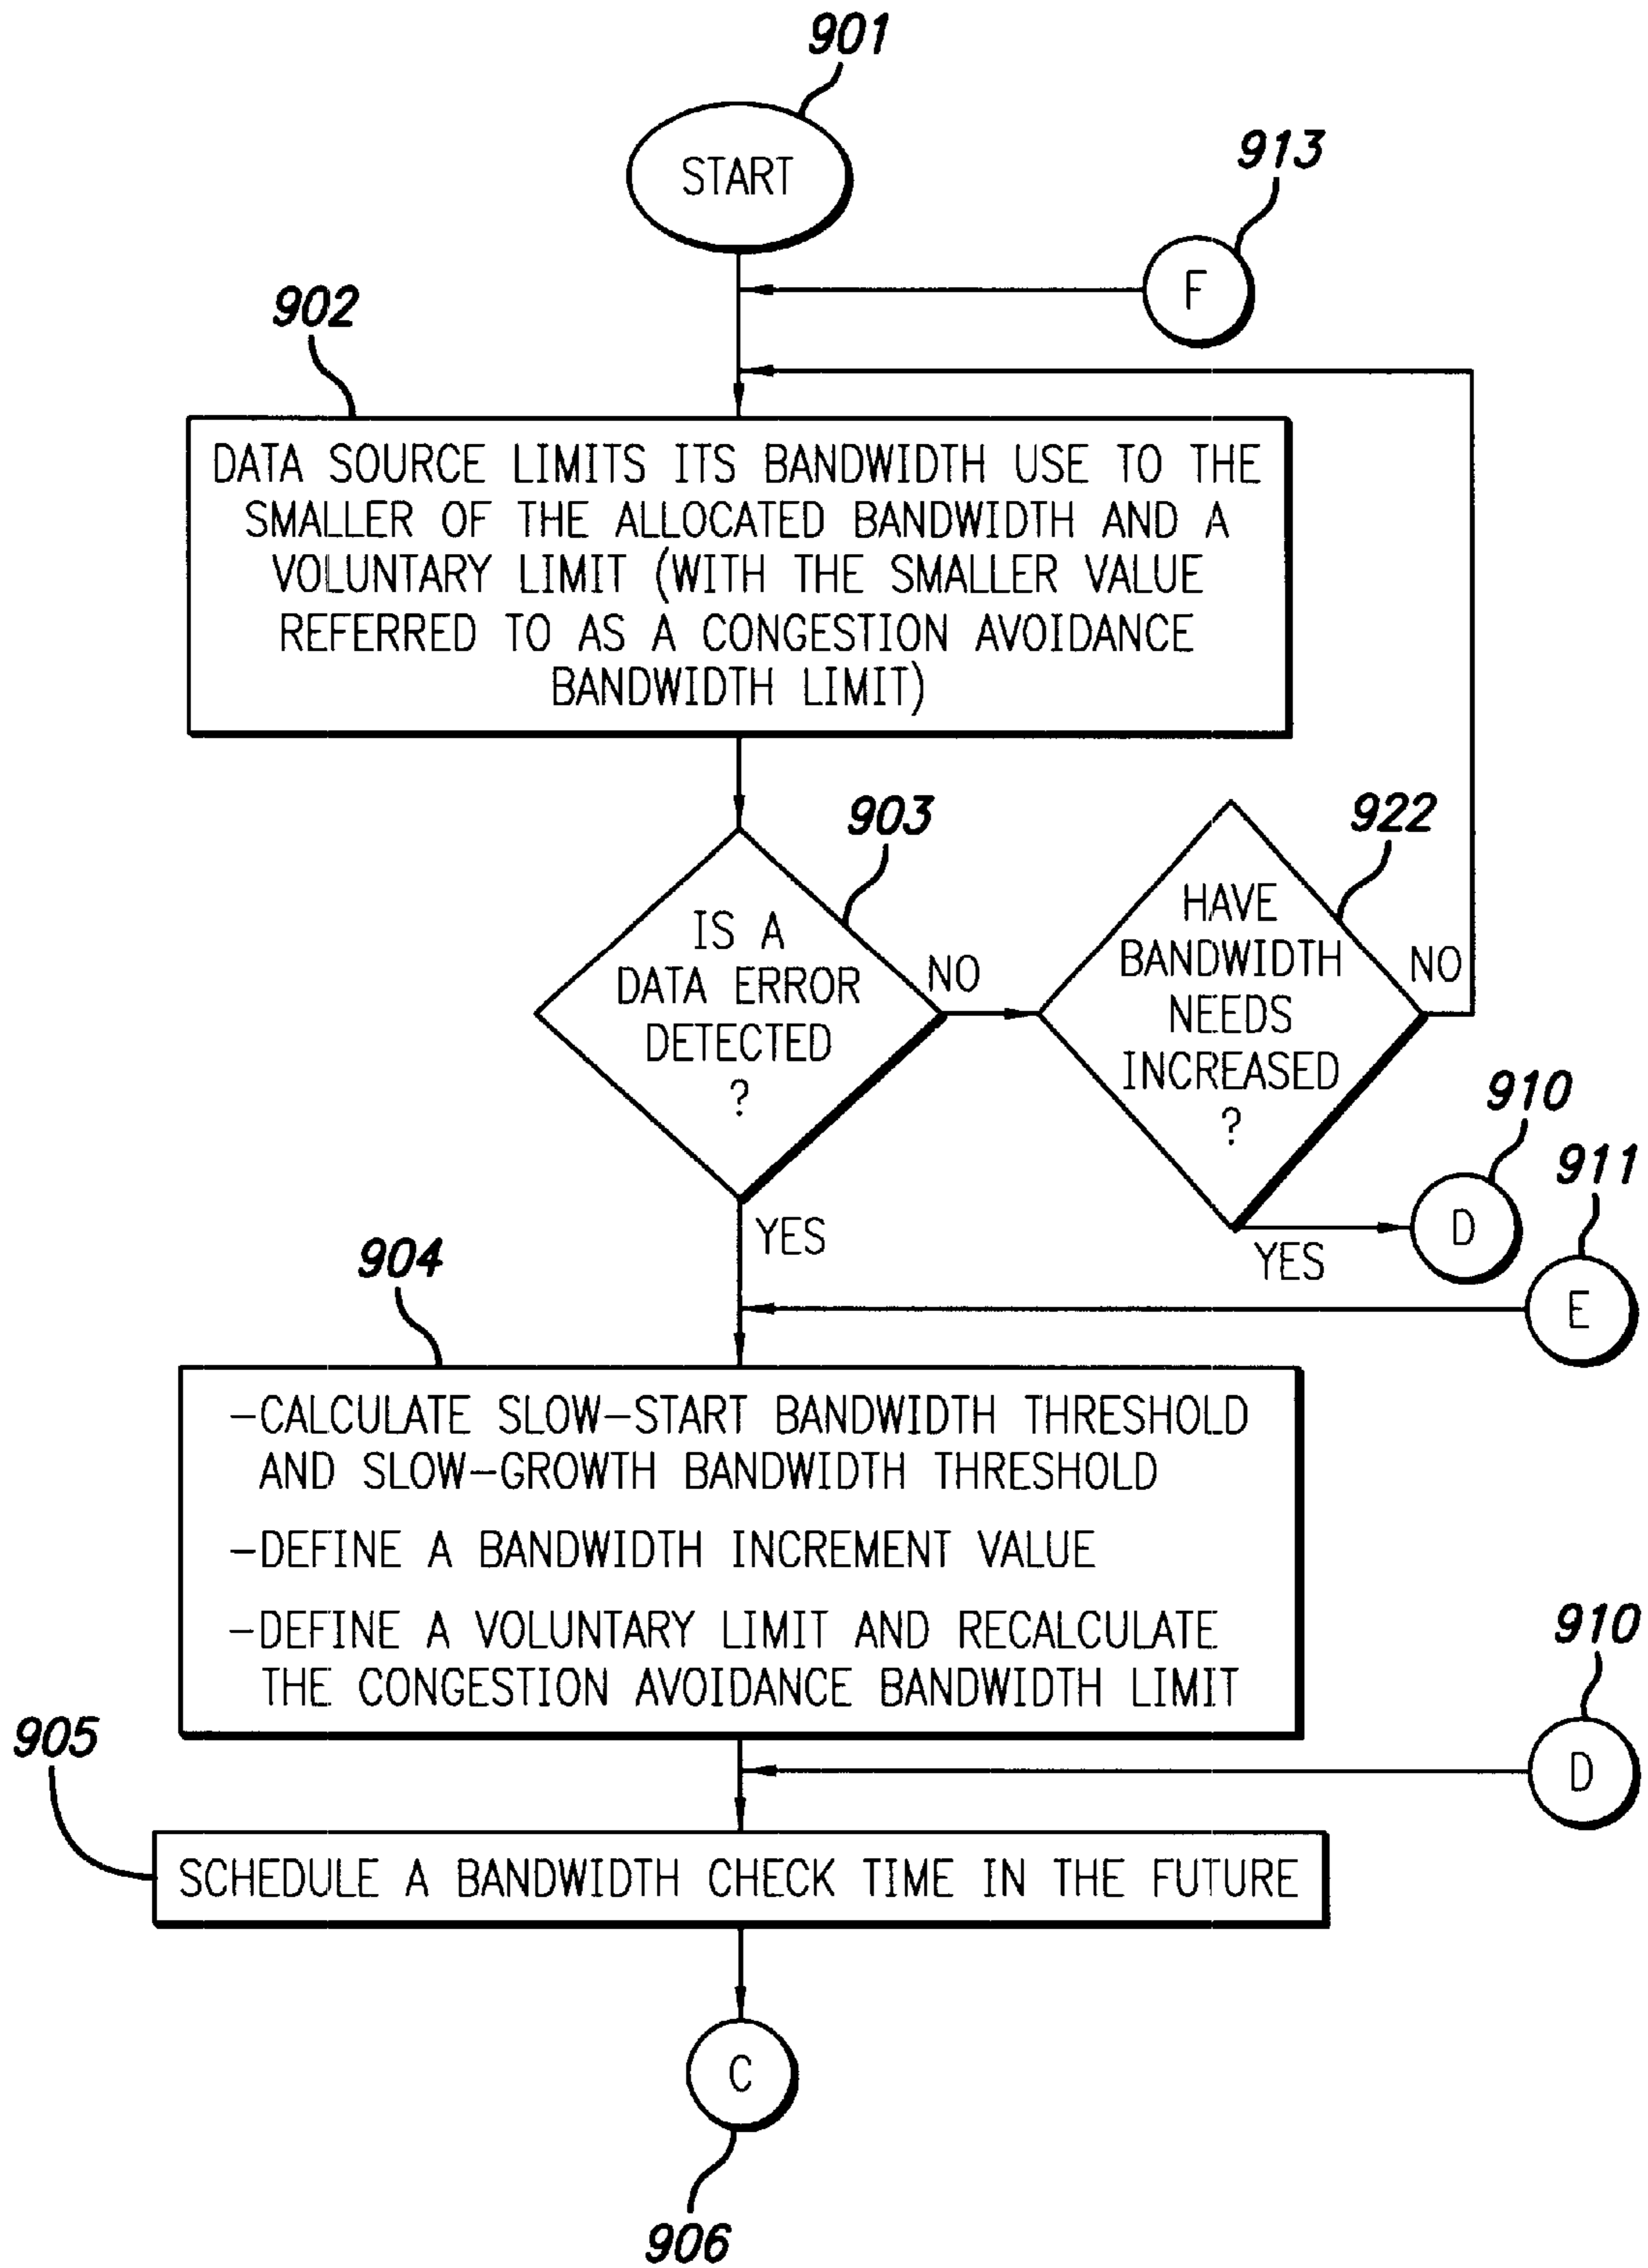 901
START
913
F
902
DATA SOURCE LIMITS ITS BANDWIDTH USE TO THE
SMALLER OF THE ALLOCATED BANDWIDTH AND A
VOLUNTARY LIMIT (WITH THE SMALLER VALUE
REFERRED TO AS A CONGESTION AVOIDANCE
BANDWIDTH LIMIT)
903
IS A
DATA ERROR
DETECTED
?
NO
922
HAVE
BANDWIDTH
NEEDS
INCREASED
?
NO
YES
910
D
YES
911
E
904
-CALCULATE SLOW-START BANDWIDTH THRESHOLD
AND SLOW-GROWTH BANDWIDTH THRESHOLD
-DEFINE A BANDWIDTH INCREMENT VALUE
-DEFINE A VOLUNTARY LIMIT AND RECALCULATE
THE CONGESTION AVOIDANCE BANDWIDTH LIMIT
910
D
905
SCHEDULE A BANDWIDTH CHECK TIME IN THE FUTURE
C
906